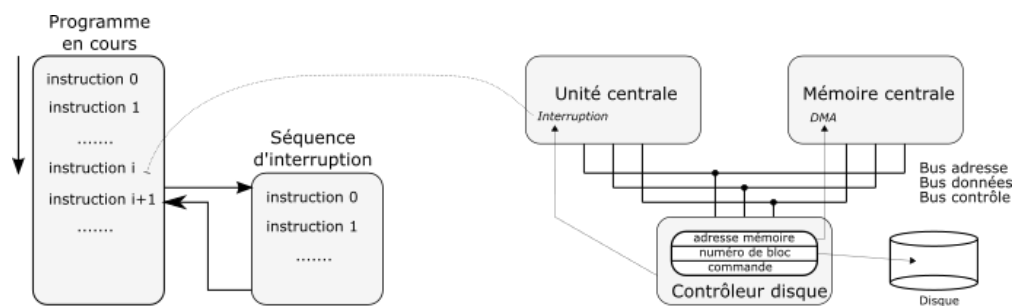 Programme
en cours
instruction 0
instruction 1
.......
instruction i
instruction i+1
.......
Séquence
d'interruption
instruction 0
instruction 1
.......
Unité centrale
Interruption
Mémoire centrale
DMA
Bus adresse
Bus données
Bus contrôle
adresse mémoire
numéro de bloc
commande
Contrôleur disque
Disque